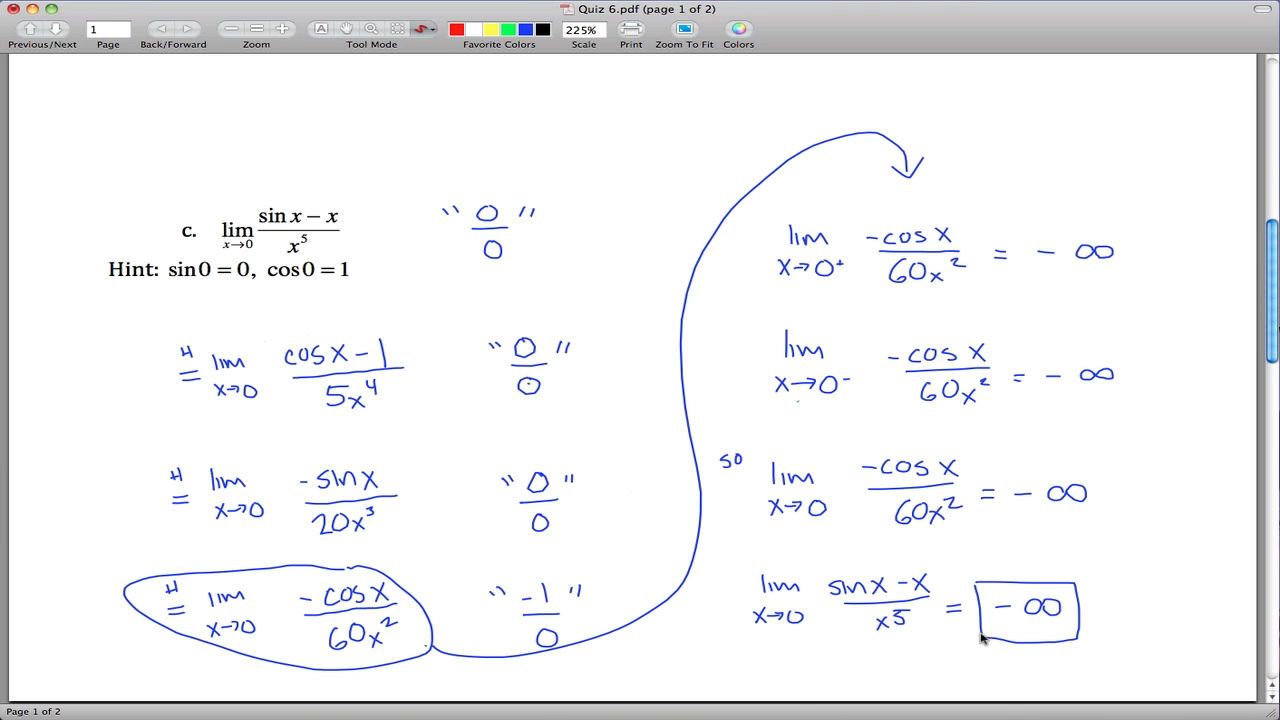 Quiz 6.pdf (page 1 of 2)
1
225%
Previous/Next Page Back/Forward Zoom Tool Mode Favorite Colors Scale Print Zoom To Fit Colors
c. lim x→0 (sin x − x)/x^5
"0/0"
Hint: sin 0 = 0, cos 0 = 1
H= lim x→0 (cos x − 1)/(5x^4) "0/0"
H= lim x→0 (-sin x)/(20x^3) "0/0"
H= lim x→0 (-cos x)/(60x^2) "-1/0"
lim x→0+ (-cos x)/(60x^2) = -∞
lim x→0- (-cos x)/(60x^2) = -∞
so lim x→0 (-cos x)/(60x^2) = -∞
lim x→0 (sin x - x)/x^5 = -∞
Page 1 of 2